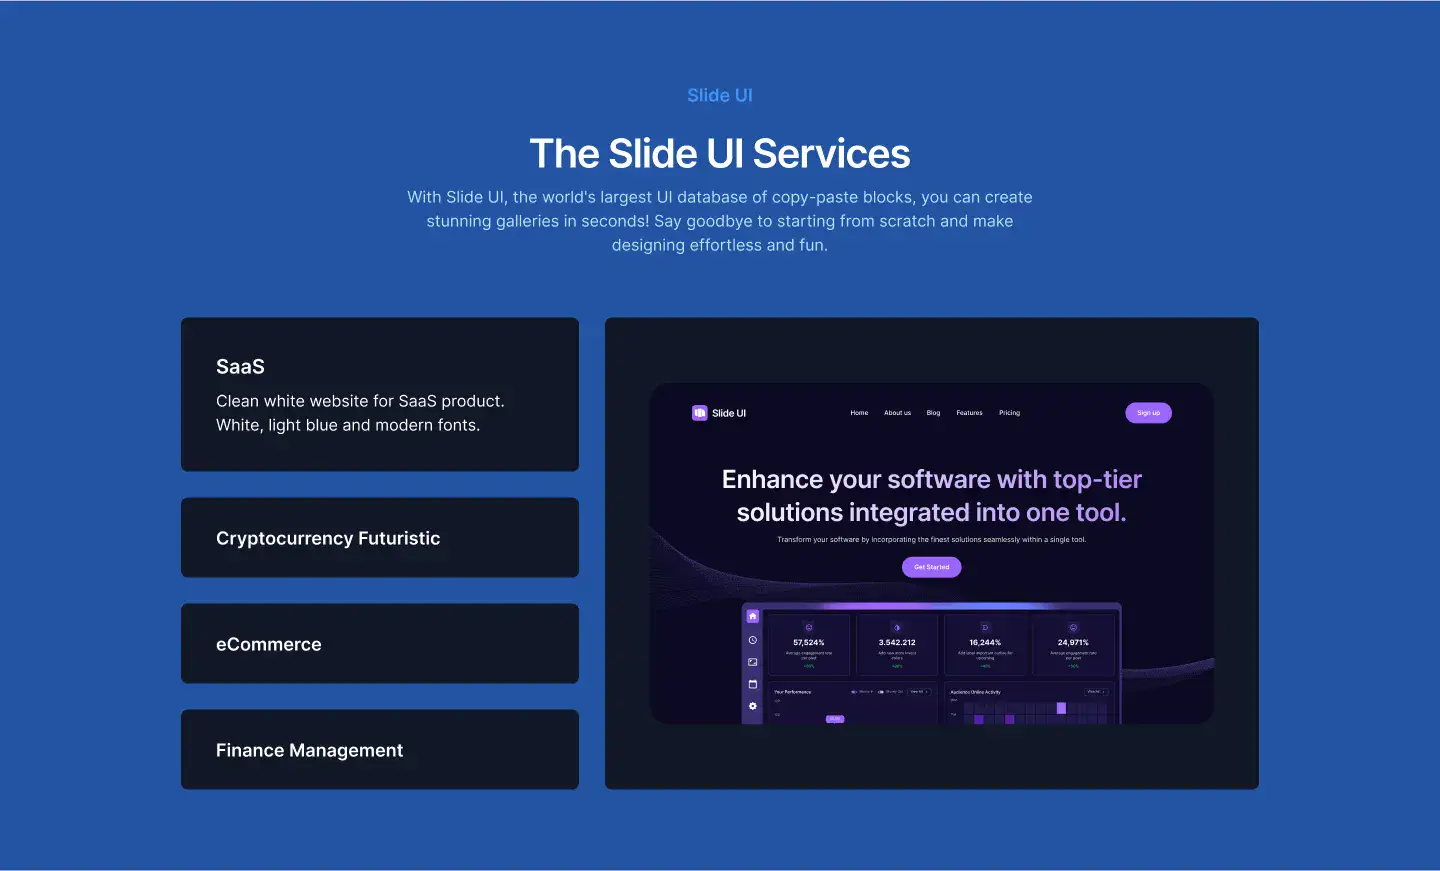 Slide UI
The Slide UI Services
With Slide UI, the world's largest UI database of copy-paste blocks, you can create
stunning galleries in seconds! Say goodbye to starting from scratch and make
designing effortless and fun.
SaaS
Clean white website for SaaS product.
White, light blue and modern fonts.
Cryptocurrency Futuristic
eCommerce
Finance Management
Slide UI
Home About us Blog Features Pricing
Sign up
Enhance your software with top-tier
solutions integrated into one tool.
Transform your software by incorporating the finest solutions seamlessly within a single tool.
Get Started
57,524% 3.542.212 16,244% 24,971%
Average engagement rate
per post
Your Performance
Audience Online Activity